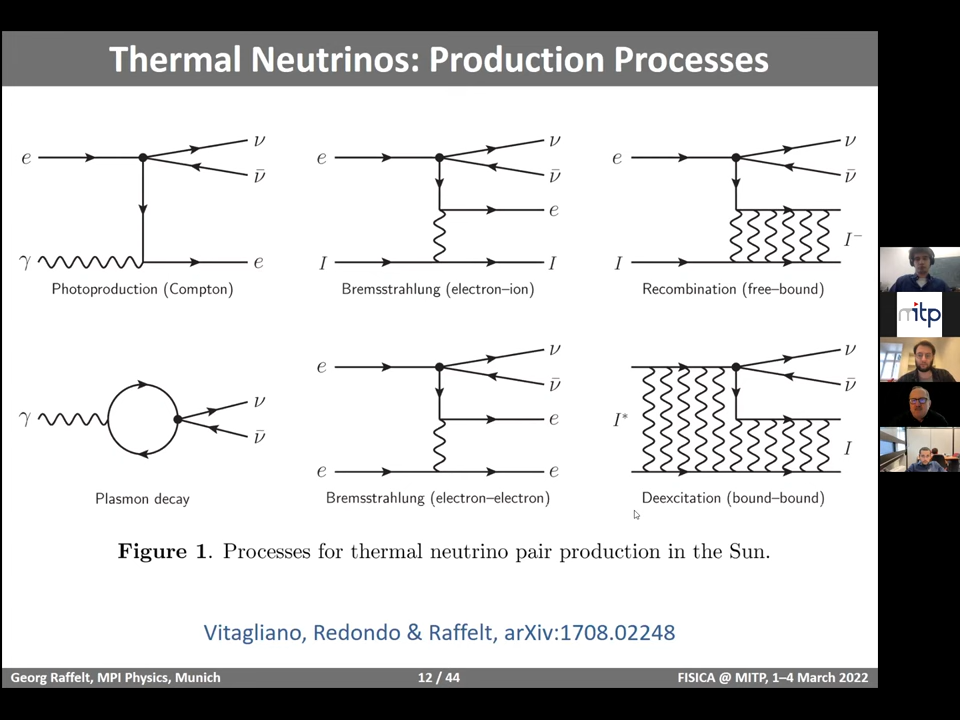 Thermal Neutrinos: Production Processes
e ν ν̄ γ e
Photoproduction (Compton)
e ν ν̄ e I I
Bremsstrahlung (electron–ion)
e ν ν̄ I I⁻
Recombination (free–bound)
γ ν ν̄
Plasmon decay
e ν ν̄ e e e
Bremsstrahlung (electron–electron)
I* ν ν̄ I
Deexcitation (bound–bound)
Figure 1. Processes for thermal neutrino pair production in the Sun.
Vitagliano, Redondo & Raffelt, arXiv:1708.02248
Georg Raffelt, MPI Physics, Munich
12 / 44
FISICA @ MITP, 1–4 March 2022
mitp